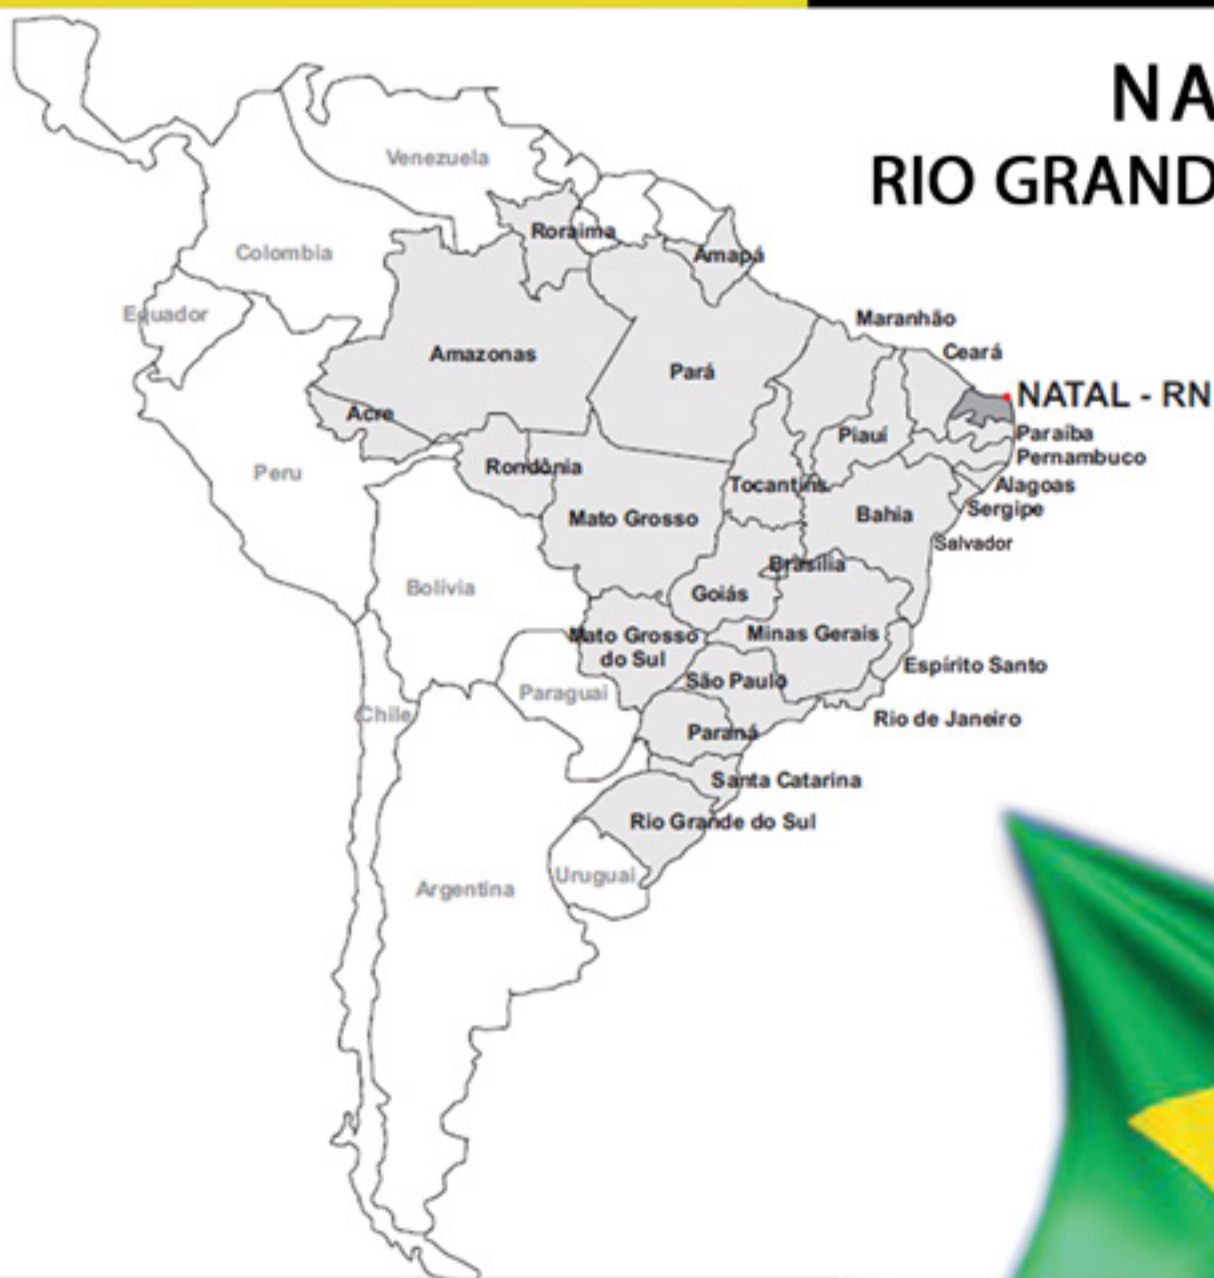 NA
RIO GRAND
Venezuela
Roraima
Colombia
Amapá
Equador
Maranhão
Ceará
Amazonas
Pará
NATAL - RN
Acre
Piauí
Paraíba
Pernambuco
Peru
Rondônia
Tocantins
Alagoas
Mato Grosso
Bahia
Sergipe
Salvador
Brasília
Bolívia
Goiás
Mato Grosso
do Sul
Minas Gerais
Espírito Santo
São Paulo
Paraguai
Chile
Rio de Janeiro
Paraná
Santa Catarina
Rio Grande do Sul
Uruguai
Argentina